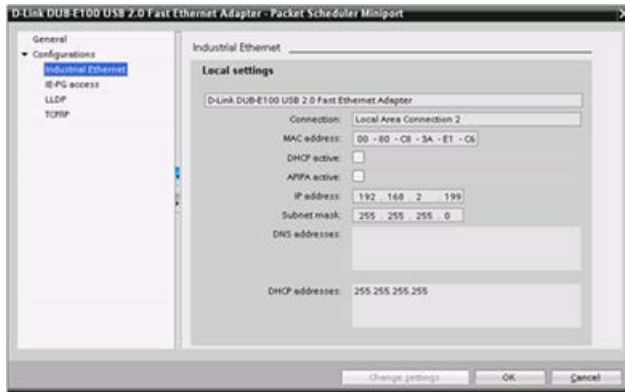 D-Link DUB-E100 USB 2.0 Fast Ethernet Adapter - Packet Scheduler Miniport
General
Configurations
Industrial Ethernet
IE-PG access
LLDP
TCP/IP
Industrial Ethernet
Local settings
D-Link DUB-E100 USB 2.0 Fast Ethernet Adapter
Connection: Local Area Connection 2
MAC address: 00 - 80 - C8 - 3A - E1 - C6
DHCP active:
APIPA active:
IP address: 192 . 168 . 2 . 199
Subnet mask: 255 . 255 . 255 . 0
DNS addresses:
DHCP addresses: 255.255.255.255
Change settings
OK
Cancel